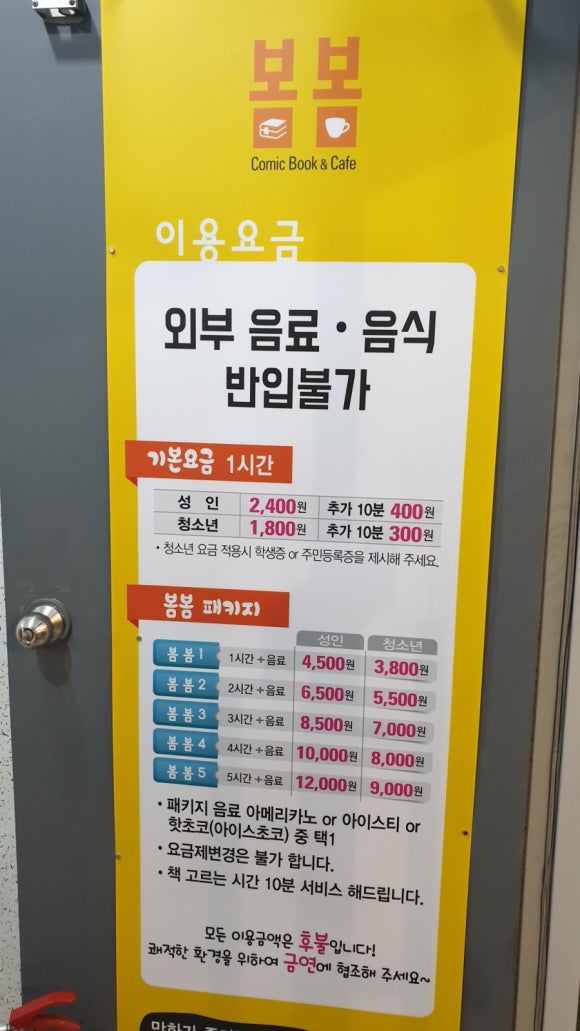 봄봄
Comic Book & Cafe
이용요금
외부 음료 · 음식
반입불가
기본요금 1시간
성 인 2,400원 추가 10분 400원
청소년 1,800원 추가 10분 300원
· 청소년 요금 적용시 학생증 or 주민등록증을 제시해 주세요.
봄봄 패키지
성인 청소년
봄봄1 1시간+음료 4,500원 3,800원
봄봄2 2시간+음료 6,500원 5,500원
봄봄3 3시간+음료 8,500원 7,000원
봄봄4 4시간+음료 10,000원 8,000원
봄봄5 5시간+음료 12,000원 9,000원
· 패키지 음료 아메리카노 or 아이스티 or
핫초코(아이스초코) 중 택1
· 요금제변경은 불가 합니다.
· 책 고르는 시간 10분 서비스 해드립니다.
모든 이용금액은 후불입니다!
쾌적한 환경을 위하여 금연에 협조해 주세요~